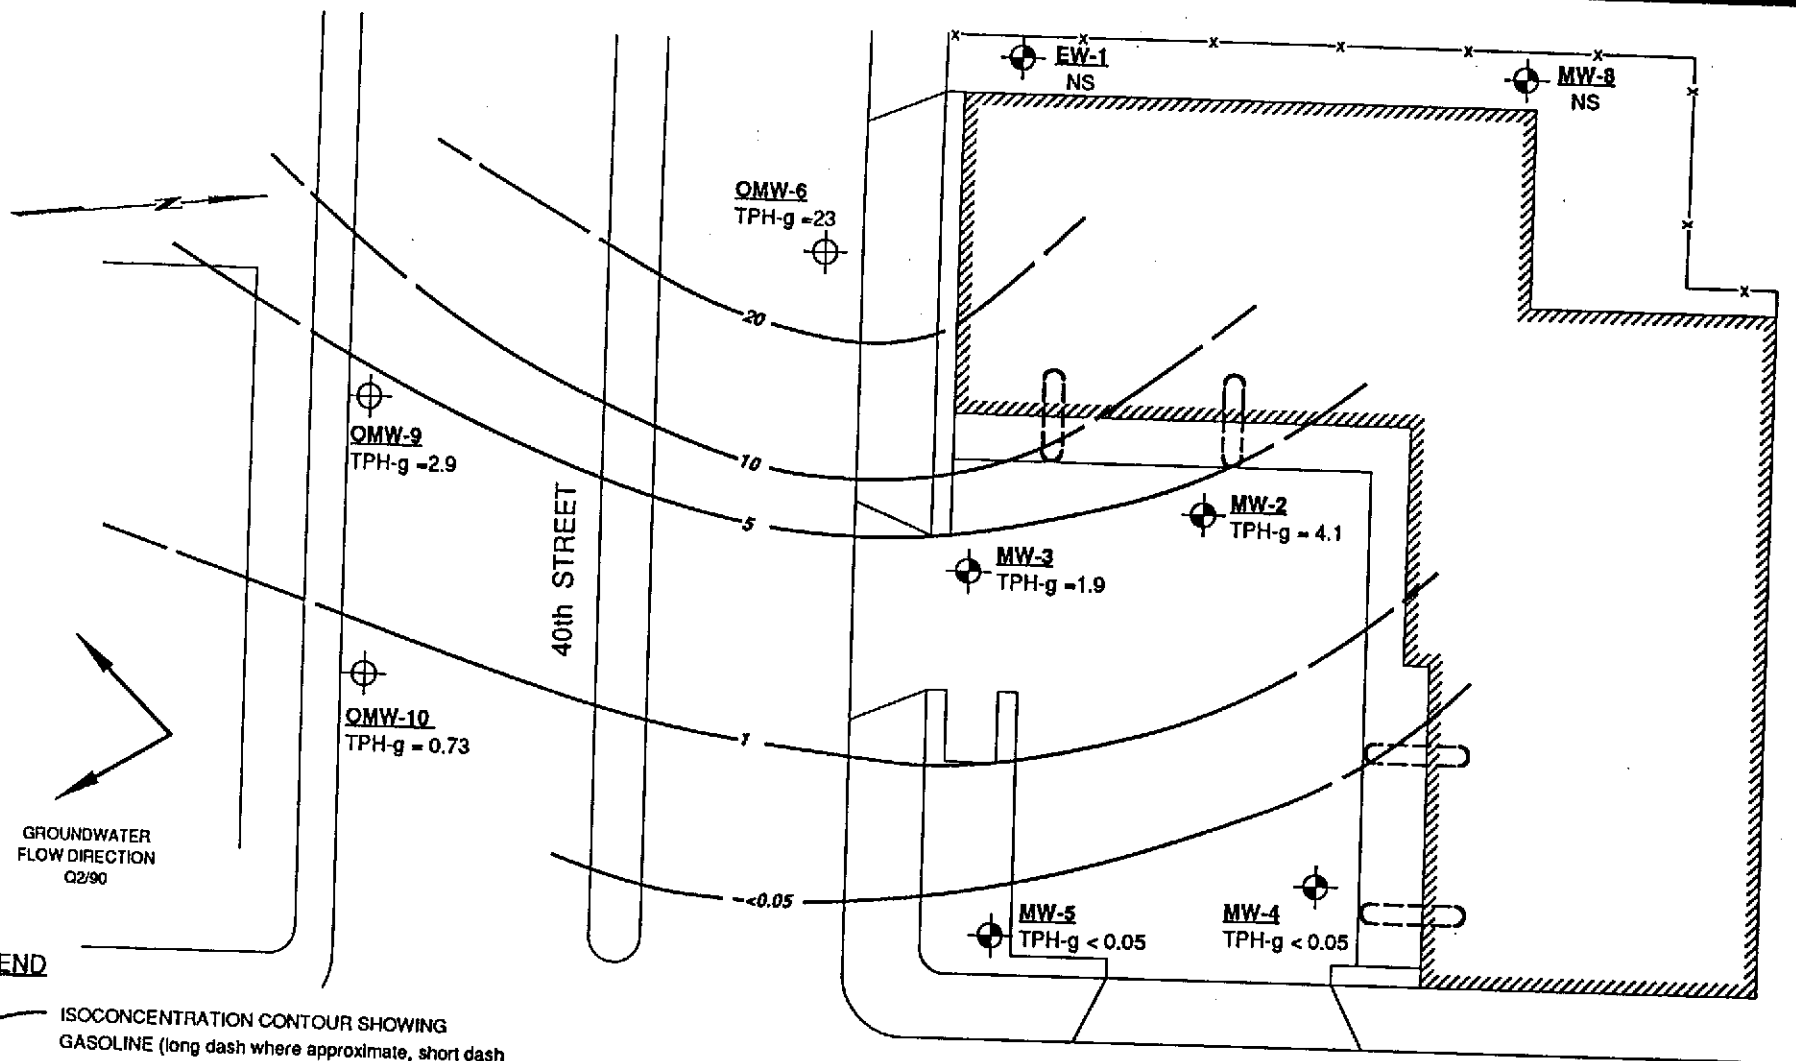 EW-1
NS
MW-8
NS
OMW-6
TPH-g =23
N
20
OMW-9
TPH-g =2.9
10
5
40th STREET
MW-2
TPH-g = 4.1
MW-3
TPH-g =1.9
OMW-10
TPH-g = 0.73
1
GROUNDWATER
FLOW DIRECTION
Q2/90
<0.05
MW-5
TPH-g < 0.05
MW-4
TPH-g < 0.05
END
ISOCONCENTRATION CONTOUR SHOWING
GASOLINE (long dash where approximate, short dash